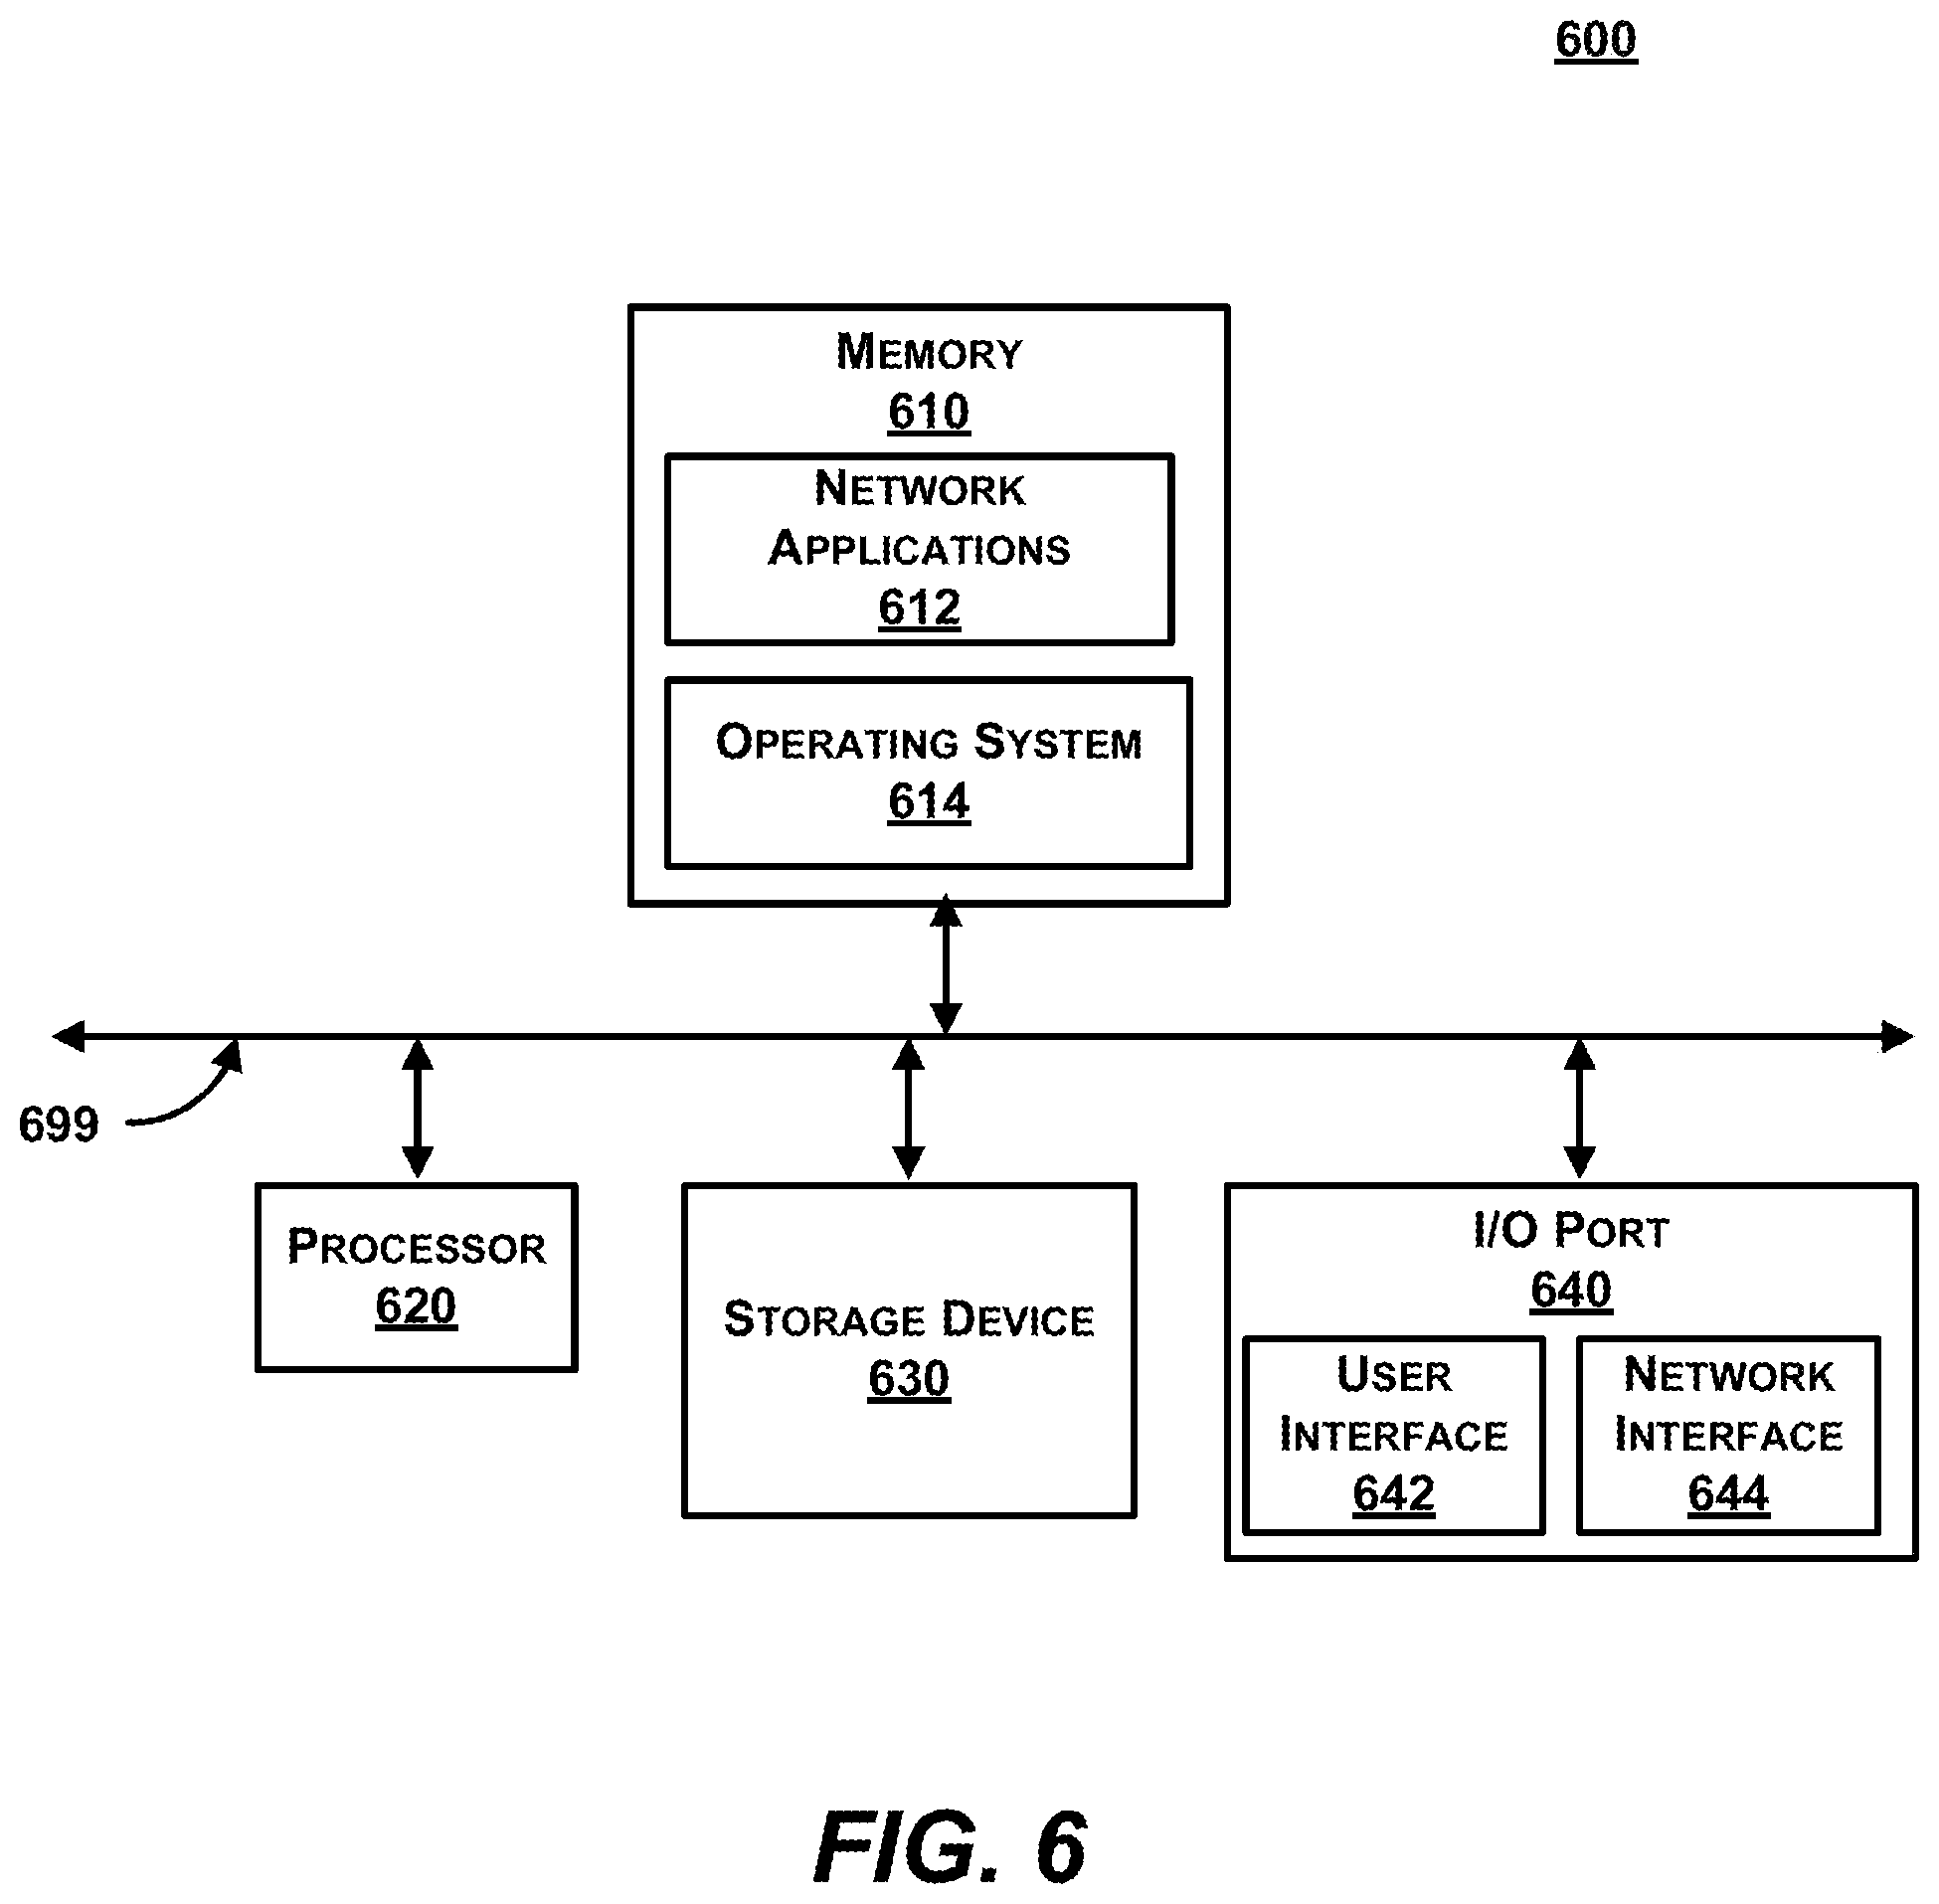 600
MEMORY
610
NETWORK
APPLICATIONS
612
OPERATING SYSTEM
614
699
PROCESSOR
620
STORAGE DEVICE
630
I/O PORT
640
USER
INTERFACE
642
NETWORK
INTERFACE
644
FIG. 6